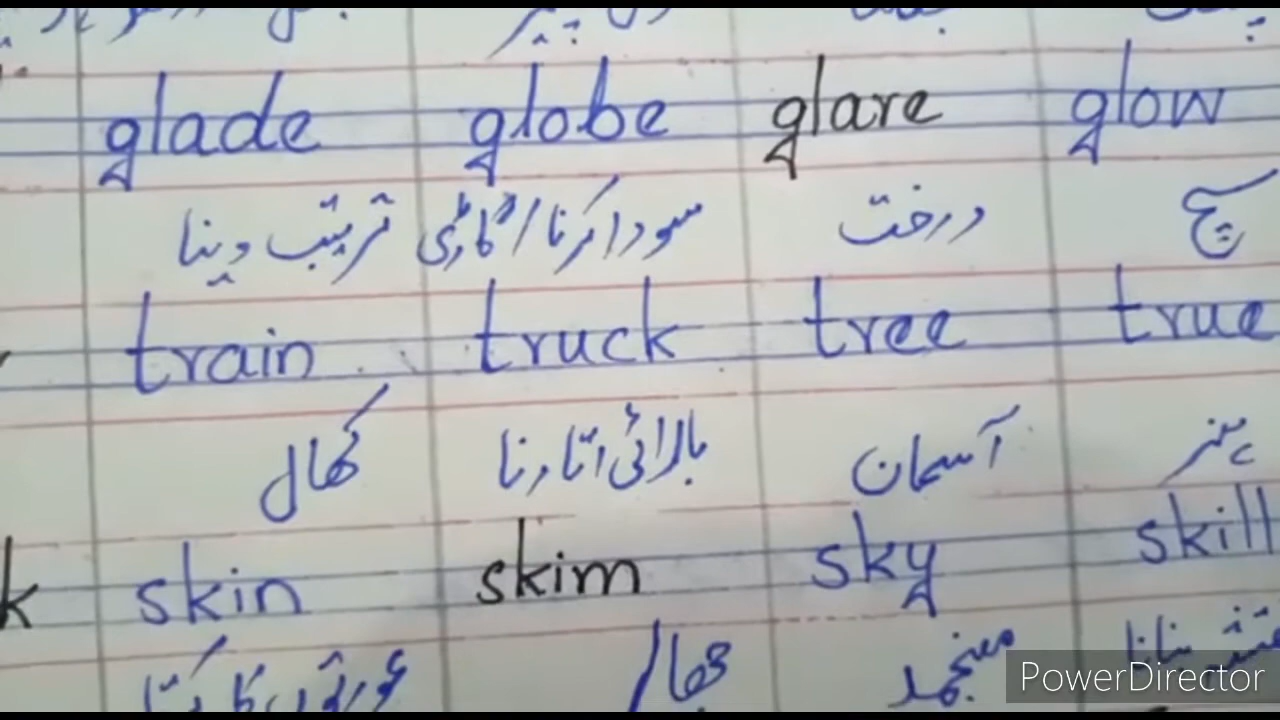 glade globe glare glow
سچ درخت سودا کرنا / گاڑی ترتیب دینا
train truck tree true
ہنر آسمان بالائی اتارنا کھال
k skin skim sky skill
منجمد جھالر
PowerDirector